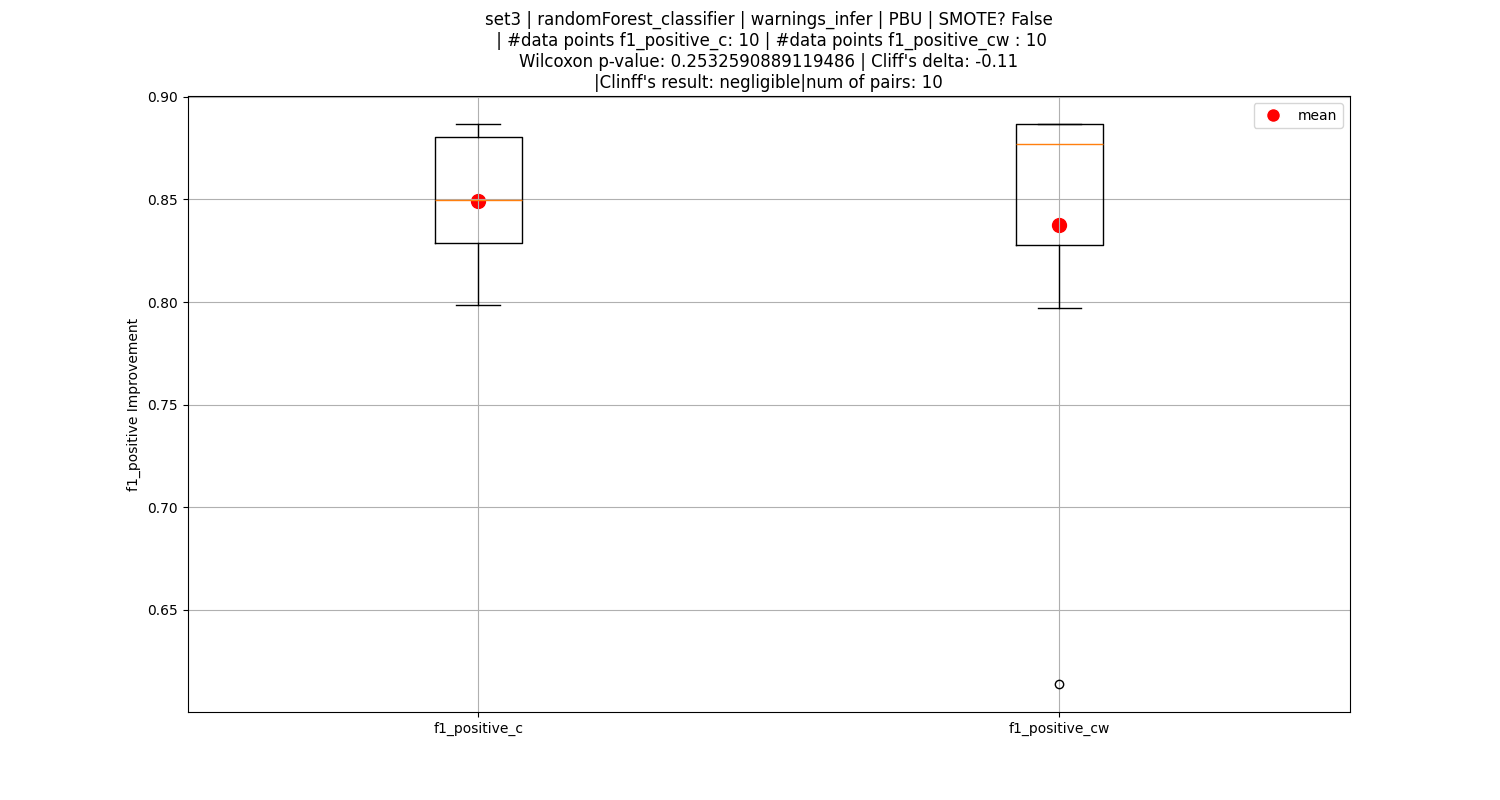 set3 | randomForest_classifier | warnings_infer | PBU | SMOTE? False
| #data points f1_positive_c: 10 | #data points f1_positive_cw : 10
Wilcoxon p-value: 0.2532590889119486 | Cliff's delta: -0.11
|Clinff's result: negligible|num of pairs: 10
mean
0.90
0.85
0.80
0.75
0.70
0.65
f1_positive Improvement
f1_positive_c
f1_positive_cw